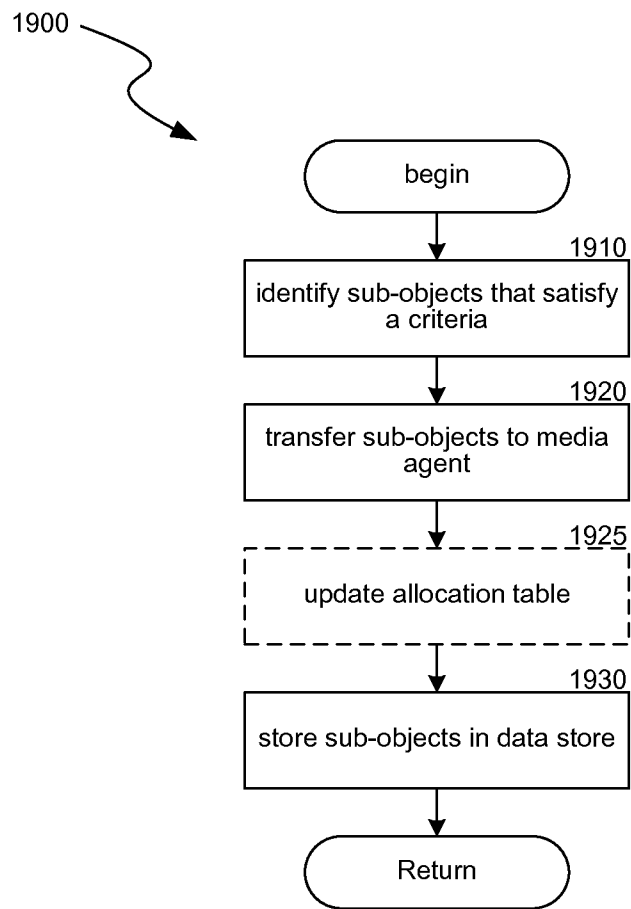 1900
begin
1910
identify sub-objects that satisfy
a criteria
1920
transfer sub-objects to media
agent
1925
update allocation table
1930
store sub-objects in data store
Return